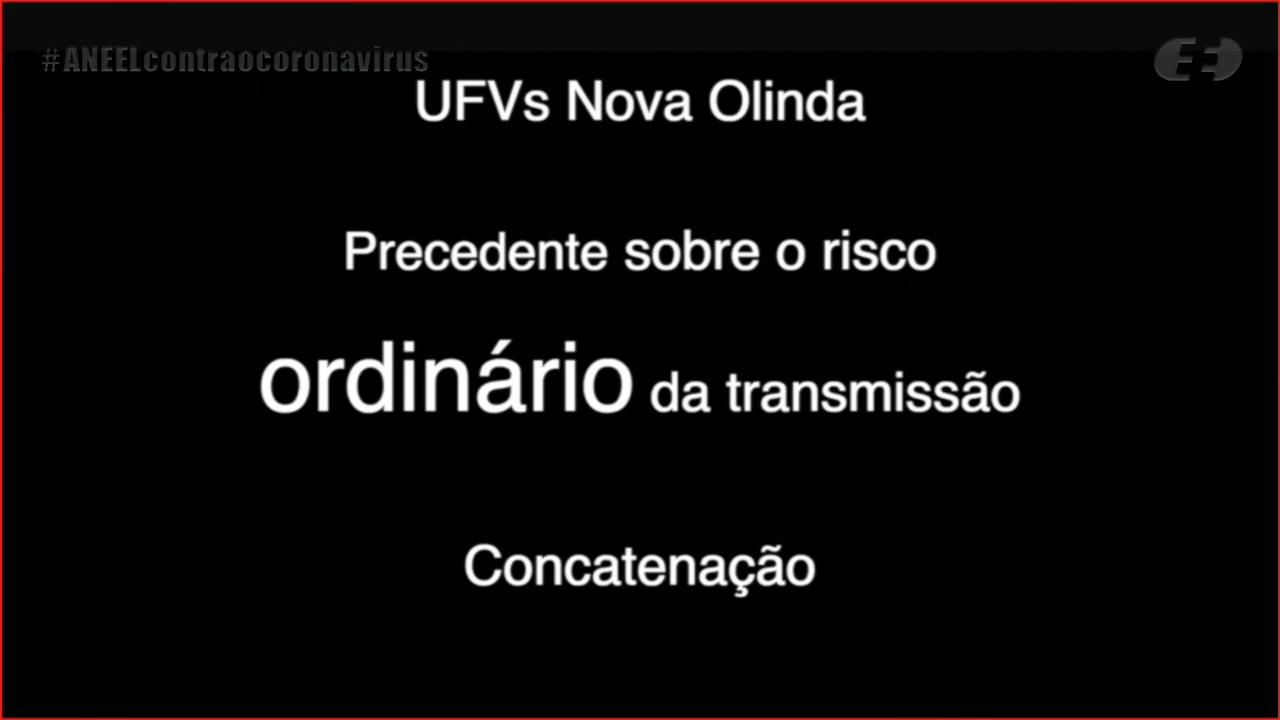 #ANEELcontraocoronavirus
UFVs Nova Olinda
Precedente sobre o risco
ordinário da transmissão
Concatenação